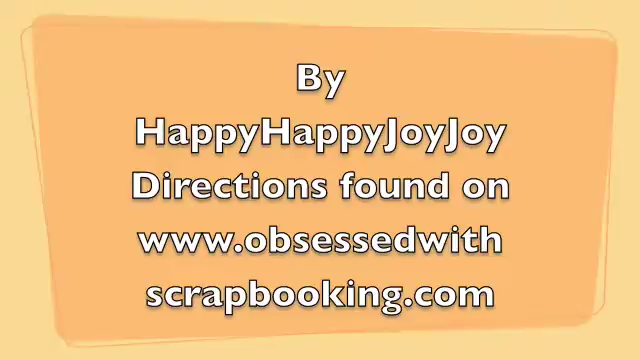 By
HappyHappyJoyJoy
Directions found on
www.obsessedwith
scrapbooking.com